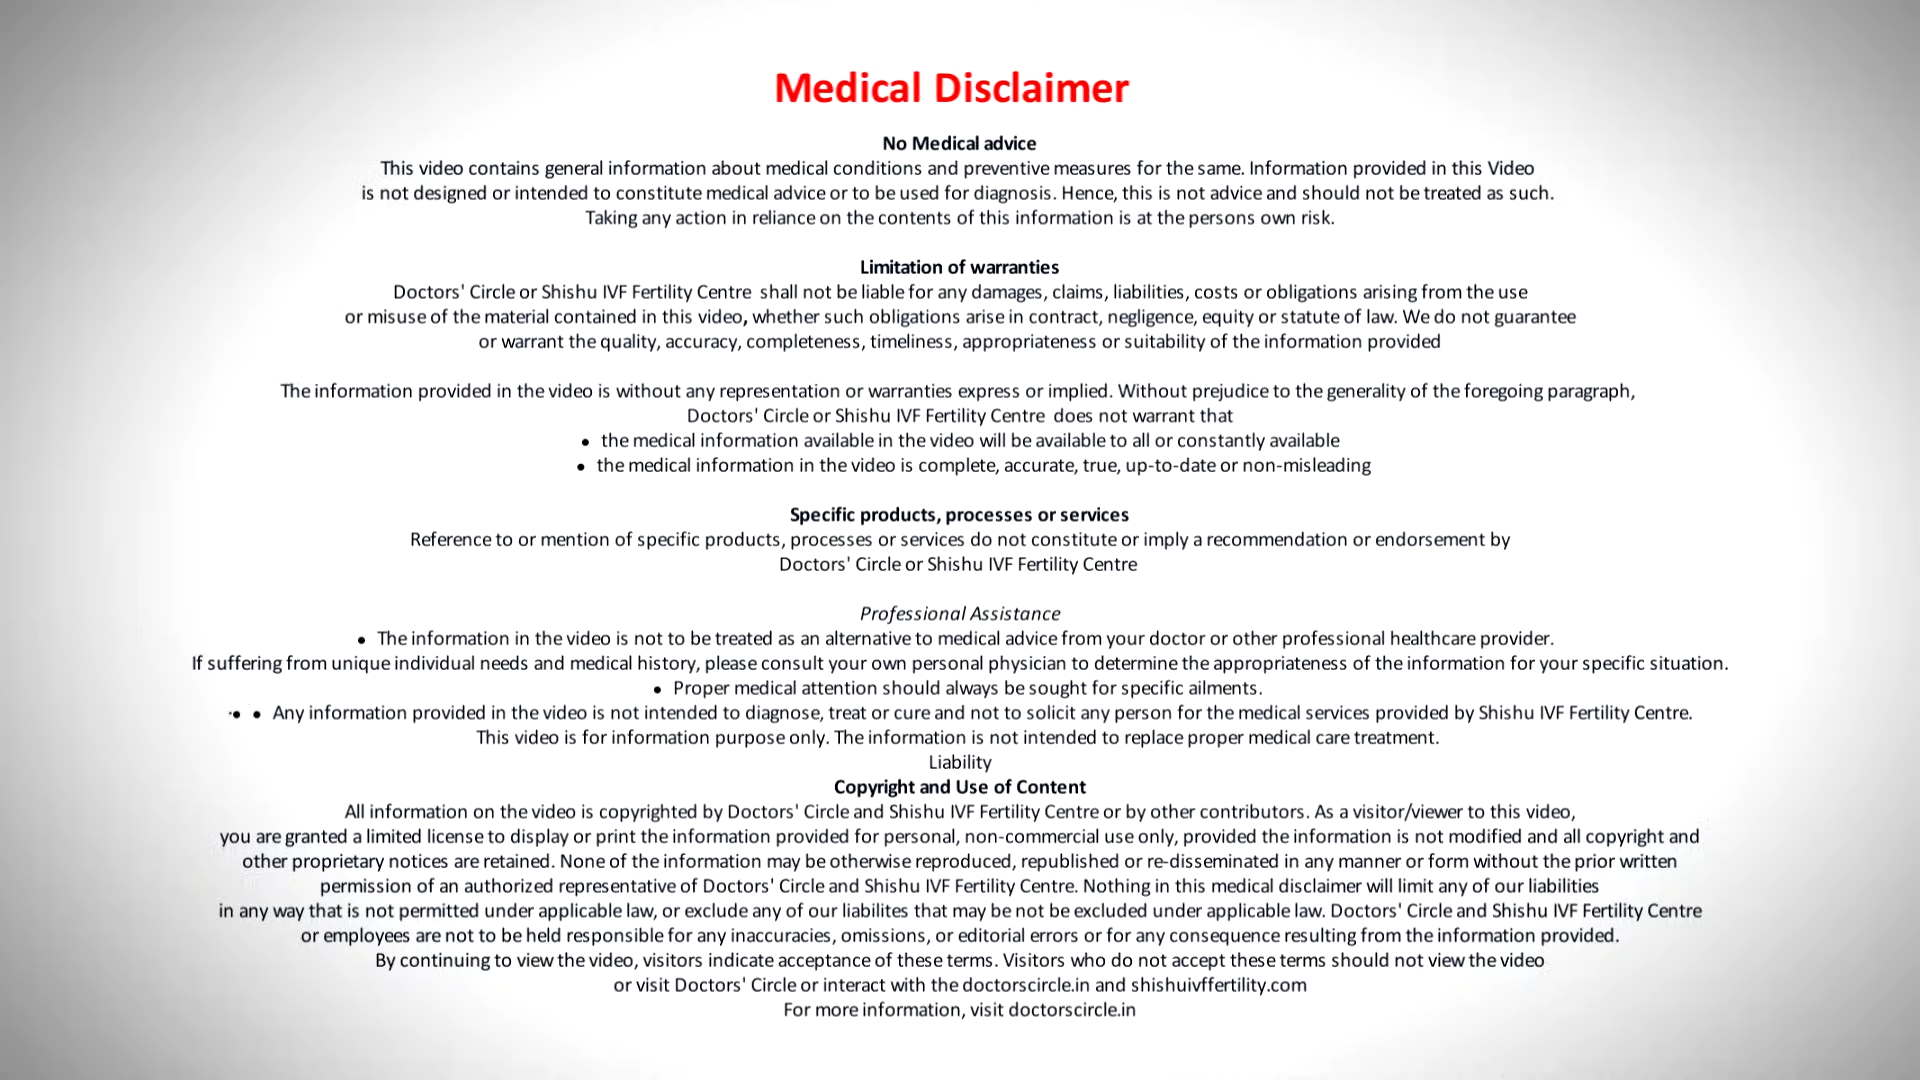 Medical Disclaimer
No Medical advice
This video contains general information about medical conditions and preventive measures for the same. Information provided in this Video
is not designed or intended to constitute medical advice or to be used for diagnosis. Hence, this is not advice and should not be treated as such.
Taking any action in reliance on the contents of this information is at the persons own risk.
Limitation of warranties
Doctors' Circle or Shishu IVF Fertility Centre shall not be liable for any damages, claims, liabilities, costs or obligations arising from the use
or misuse of the material contained in this video, whether such obligations arise in contract, negligence, equity or statute of law. We do not guarantee
or warrant the quality, accuracy, completeness, timeliness, appropriateness or suitability of the information provided
The information provided in the video is without any representation or warranties express or implied. Without prejudice to the generality of the foregoing paragraph,
Doctors' Circle or Shishu IVF Fertility Centre does not warrant that
• the medical information available in the video will be available to all or constantly available
• the medical information in the video is complete, accurate, true, up-to-date or non-misleading
Specific products, processes or services
Reference to or mention of specific products, processes or services do not constitute or imply a recommendation or endorsement by
Doctors' Circle or Shishu IVF Fertility Centre
Professional Assistance
• The information in the video is not to be treated as an alternative to medical advice from your doctor or other professional healthcare provider.
If suffering from unique individual needs and medical history, please consult your own personal physician to determine the appropriateness of the information for your specific situation.
• Proper medical attention should always be sought for specific ailments.
·• • Any information provided in the video is not intended to diagnose, treat or cure and not to solicit any person for the medical services provided by Shishu IVF Fertility Centre.
This video is for information purpose only. The information is not intended to replace proper medical care treatment.
Liability
Copyright and Use of Content
All information on the video is copyrighted by Doctors' Circle and Shishu IVF Fertility Centre or by other contributors. As a visitor/viewer to this video,
you are granted a limited license to display or print the information provided for personal, non-commercial use only, provided the information is not modified and all copyright and
other proprietary notices are retained. None of the information may be otherwise reproduced, republished or re-disseminated in any manner or form without the prior written
permission of an authorized representative of Doctors' Circle and Shishu IVF Fertility Centre. Nothing in this medical disclaimer will limit any of our liabilities
in any way that is not permitted under applicable law, or exclude any of our liabilites that may be not be excluded under applicable law. Doctors' Circle and Shishu IVF Fertility Centre
or employees are not to be held responsible for any inaccuracies, omissions, or editorial errors or for any consequence resulting from the information provided.
By continuing to view the video, visitors indicate acceptance of these terms. Visitors who do not accept these terms should not view the video
or visit Doctors' Circle or interact with the doctorscircle.in and shishuivffertility.com
For more information, visit doctorscircle.in